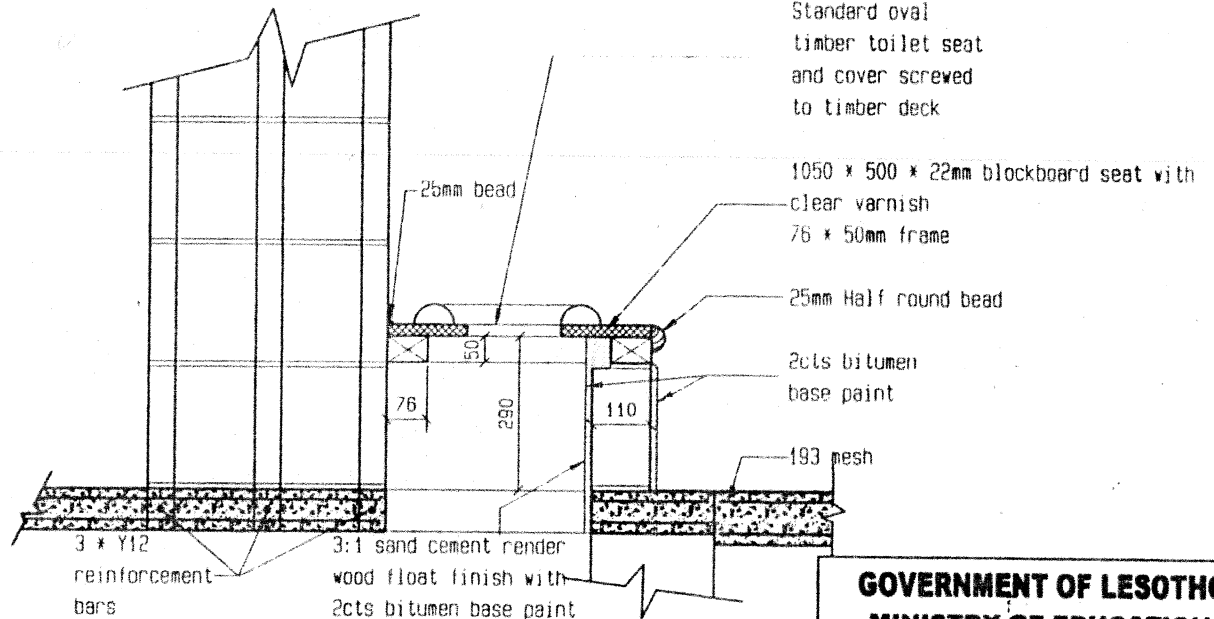 Standard oval
timber toilet seat
and cover screwed
to timber deck
1050 * 500 * 22mm blockboard seat with
clear varnish
76 * 50mm frame
25mm bead
25mm Half round bead
2cts bitumen
base paint
50
76
290
110
193 mesh
3 * Y12
reinforcement
bars
3:1 sand cement render
wood float finish with
2cts bitumen base paint
GOVERNMENT OF LESOTHO
MINISTRY OF EDUCATION